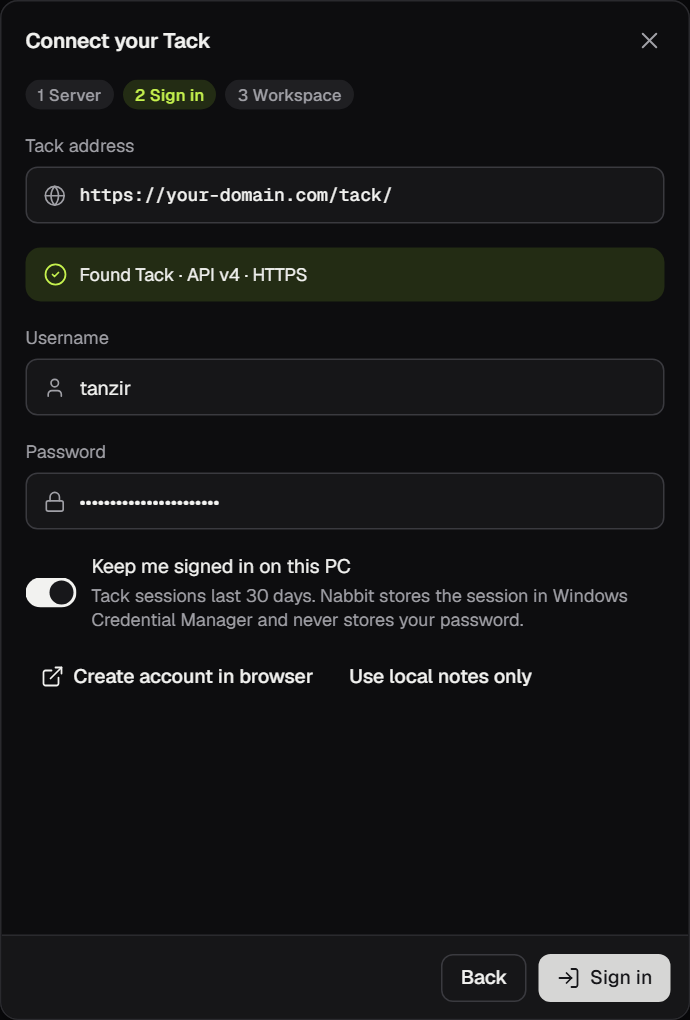 Connect your Tack
1 Server
2 Sign in
3 Workspace
Tack address
https://your-domain.com/tack/
Found Tack · API v4 · HTTPS
Username
tanzir
Password
•••••••••••••••••••••••
Keep me signed in on this PC
Tack sessions last 30 days. Nabbit stores the session in Windows
Credential Manager and never stores your password.
Create account in browser
Use local notes only
Back
Sign in